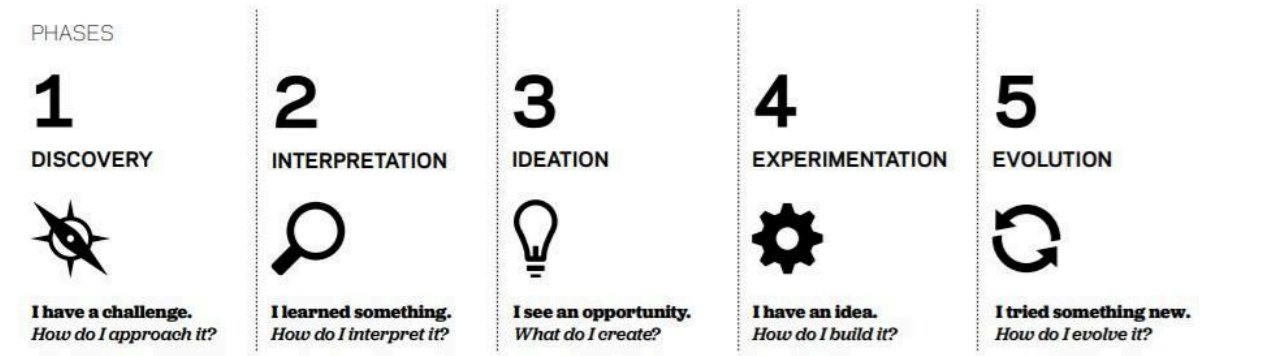 PHASES
1
DISCOVERY
I have a challenge.
How do I approach it?
2
INTERPRETATION
I learned something.
How do I interpret it?
3
IDEATION
I see an opportunity.
What do I create?
4
EXPERIMENTATION
I have an idea.
How do I build it?
5
EVOLUTION
I tried something new.
How do I evolve it?